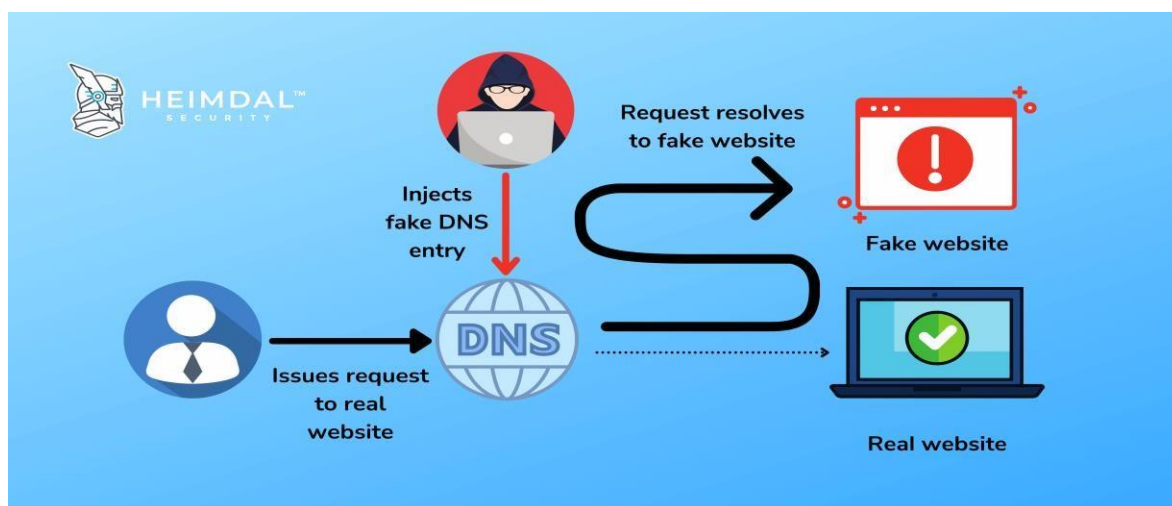 HEIMDAL™
SECURITY
Injects
fake DNS
entry
Request resolves
to fake website
Fake website
DNS
Issues request
to real
website
Real website